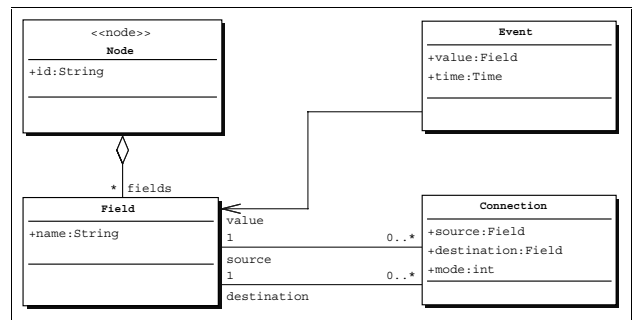 <<node>>
Node
+id:String
Event
+value:Field
+time:Time
* fields
Field
+name:String
value
1
0..*
source
1
0..*
destination
Connection
+source:Field
+destination:Field
+mode:int